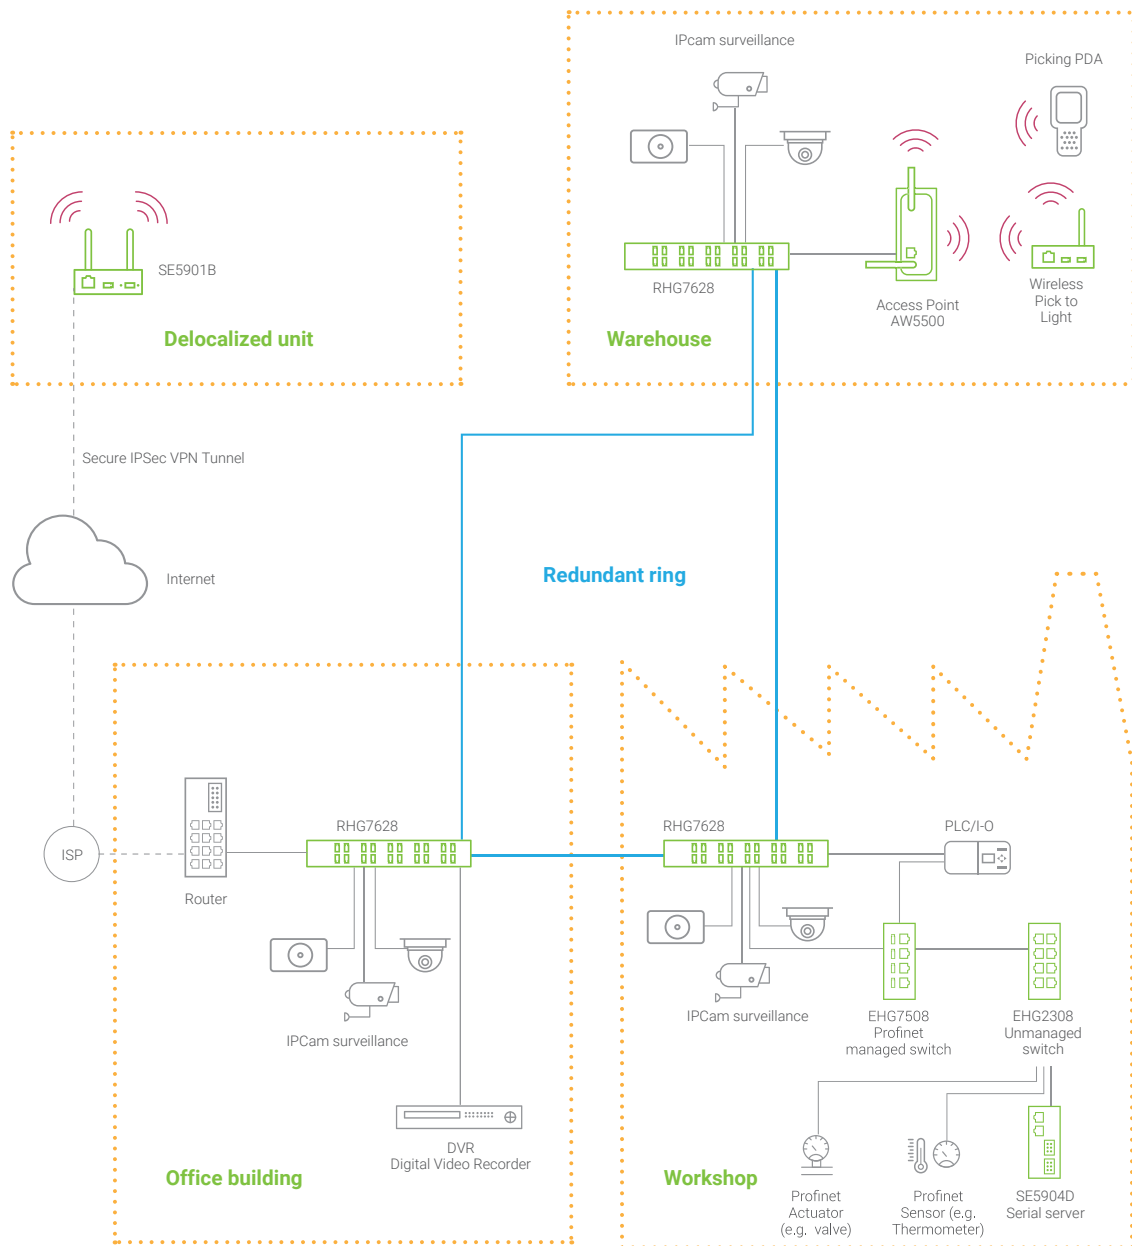 IPcam surveillance
Picking PDA
SE5901B
RHG7628
Access Point
AW5500
Wireless
Pick to
Light
Delocalized unit
Warehouse
Secure IPSec VPN Tunnel
Internet
Redundant ring
ISP
Router
RHG7628
IPCam surveillance
DVR
Digital Video Recorder
Office building
RHG7628
PLC/I-O
IPCam surveillance
EHG7508
Profinet
managed switch
EHG2308
Unmanaged
switch
Workshop
Profinet
Actuator
(e.g. valve)
Profinet
Sensor (e.g.
Thermometer)
SE5904D
Serial server